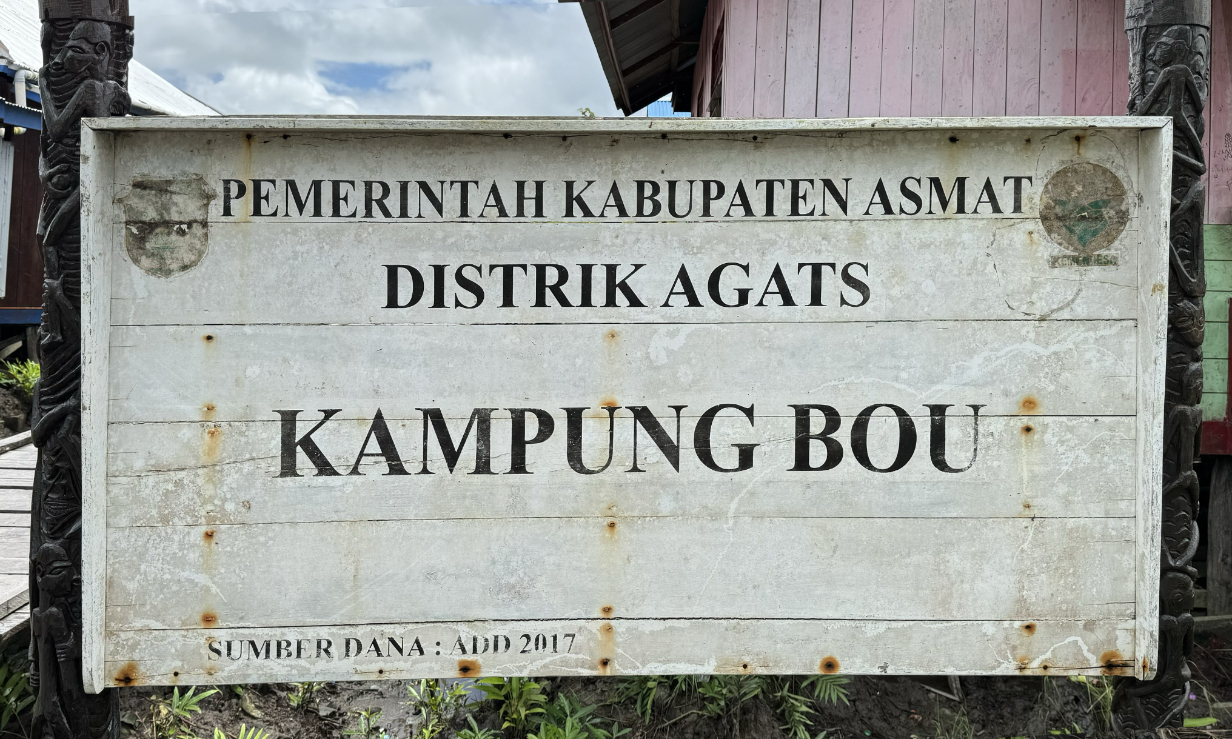 PEMERINTAH KABUPATEN ASMAT
DISTRIK AGATS
KAMPUNG BOU
SUMBER DANA : ADD 2017